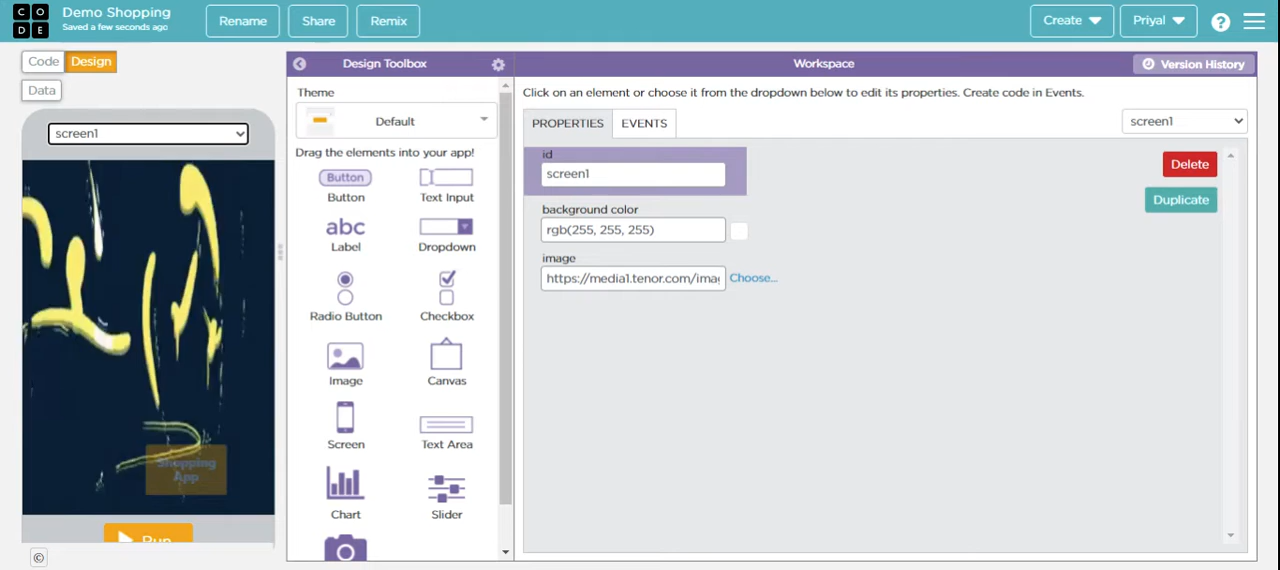 CODE
Demo Shopping
Saved a few seconds ago
Rename
Share
Remix
Create
Priyal
?
Code
Design
Data
screen1
Shopping
App
Run
©
Design Toolbox
Theme
Default
Drag the elements into your app!
Button
Button
Text Input
abc
Label
Dropdown
Radio Button
Checkbox
Image
Canvas
Screen
Text Area
Chart
Slider
Workspace
Version History
Click on an element or choose it from the dropdown below to edit its properties. Create code in Events.
PROPERTIES
EVENTS
screen1
id
screen1
Delete
Duplicate
background color
rgb(255, 255, 255)
image
https://media1.tenor.com/imag
Choose...